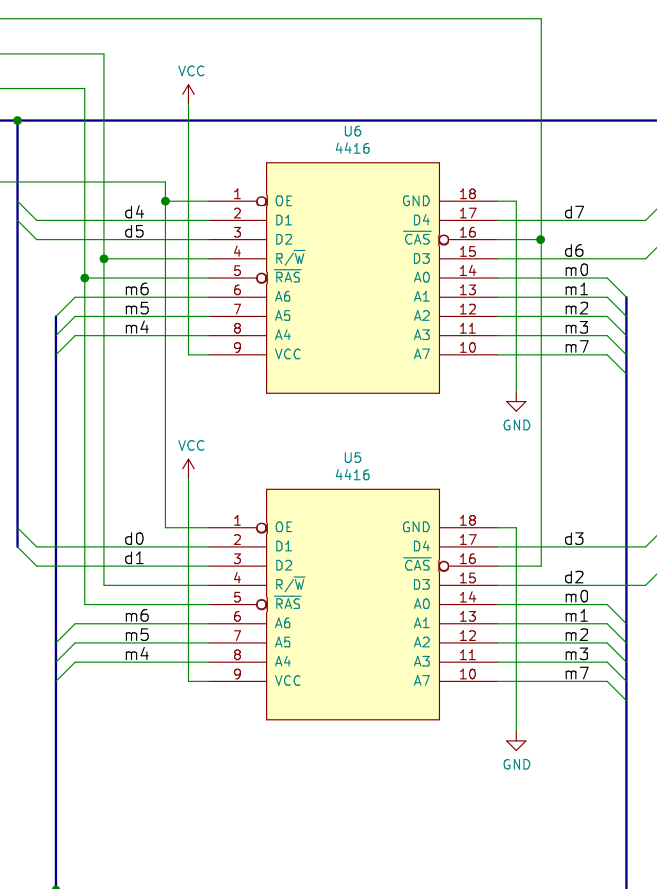 VCC
U6
4416
1 OE GND 18
d4 2 D1 D4 17 d7
d5 3 D2 CAS 16
4 R/W D3 15 d6
5 RAS A0 14 m0
m6 6 A6 A1 13 m1
m5 7 A5 A2 12 m2
m4 8 A4 A3 11 m3
9 VCC A7 10 m7
GND
VCC
U5
4416
1 OE GND 18
d0 2 D1 D4 17 d3
d1 3 D2 CAS 16
4 R/W D3 15 d2
5 RAS A0 14 m0
m6 6 A6 A1 13 m1
m5 7 A5 A2 12 m2
m4 8 A4 A3 11 m3
9 VCC A7 10 m7
GND